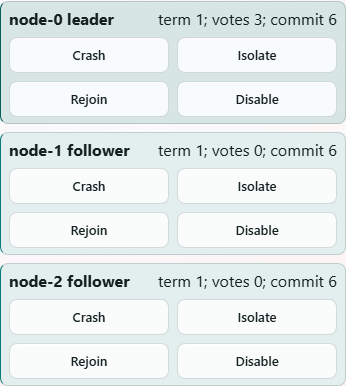 node-0 leader term 1; votes 3; commit 6
Crash Isolate
Rejoin Disable
node-1 follower term 1; votes 0; commit 6
Crash Isolate
Rejoin Disable
node-2 follower term 1; votes 0; commit 6
Crash Isolate
Rejoin Disable